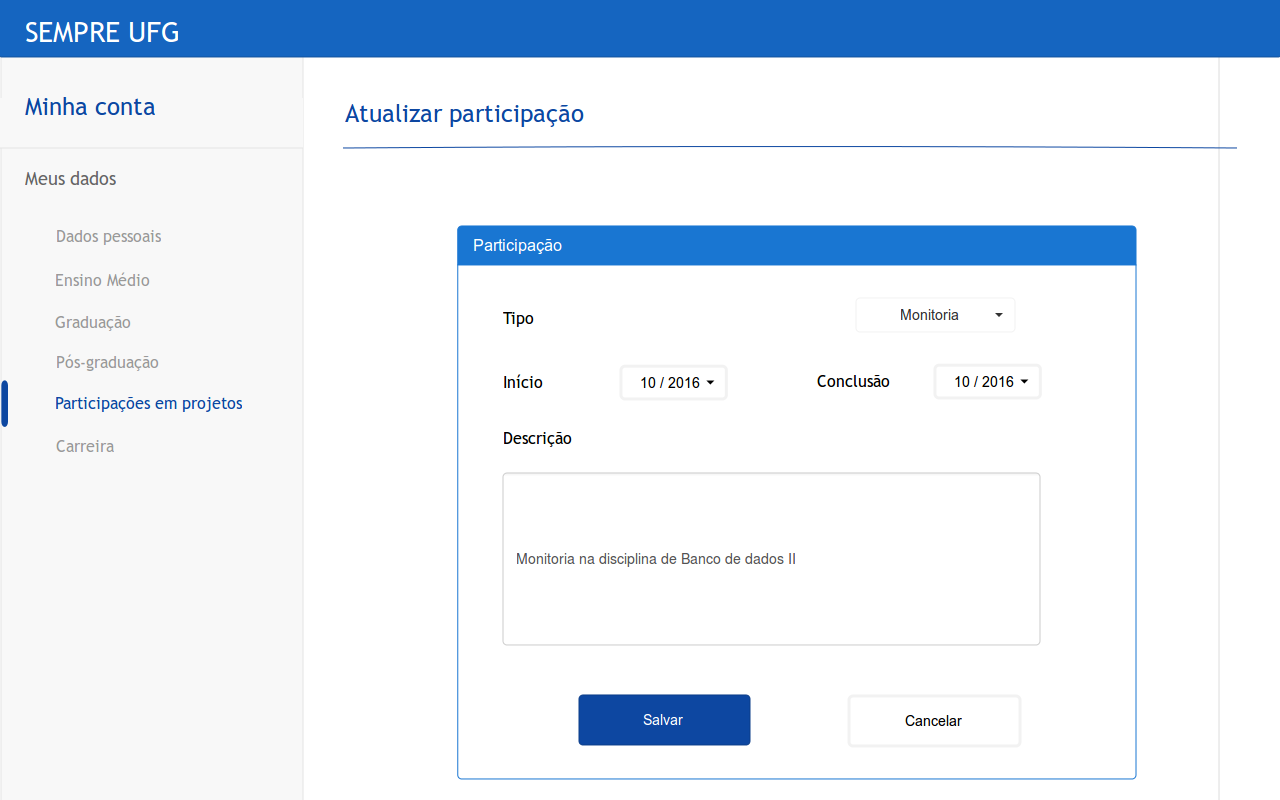 SEMPRE UFG
Minha conta
Meus dados
Dados pessoais
Ensino Médio
Graduação
Pós-graduação
Participações em projetos
Carreira
Atualizar participação
Participação
Tipo Monitoria
Início 10 / 2016 Conclusão 10 / 2016
Descrição
Monitoria na disciplina de Banco de dados II
Salvar Cancelar